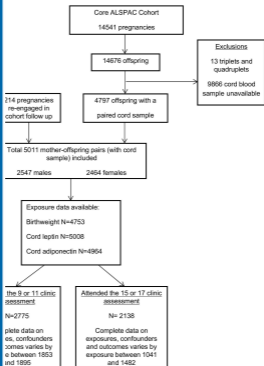 Core ALSPAC Cohort
14541 pregnancies
14676 offspring
Exclusions
13 triplets and
quadruplets
9866 cord blood
sample unavailable
214 pregnancies
re-engaged in
cohort follow up
4797 offspring with a
paired cord sample
Total 5011 mother-offspring pairs (with cord
sample) included
2547 males 2464 females
Exposure data available:
Birthweight N=4753
Cord leptin N=5008
Cord adiponectin N=4964
the 9 or 11 clinic
assessment
N=2775
plete data on
es, confounders
comes varies by
e between 1853
and 1895
Attended the 15 or 17 clinic
assessment
N= 2138
Complete data on
exposures, confounders
and outcomes varies by
exposure between 1041
and 1482